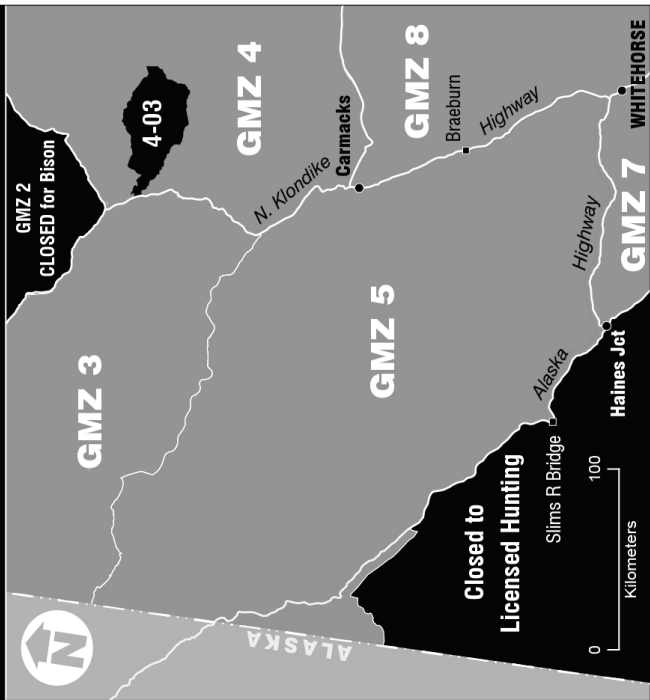 N
ALASKA
GMZ 3
GMZ 2
CLOSED for Bison
4-03
GMZ 4
N. Klondike
Carmacks
GMZ 5
GMZ 8
Braeburn
Highway
Closed to
Licensed Hunting
Slims R Bridge
Alaska
Highway
Haines Jct
GMZ 7
WHITEHORSE
0
100
Kilometers